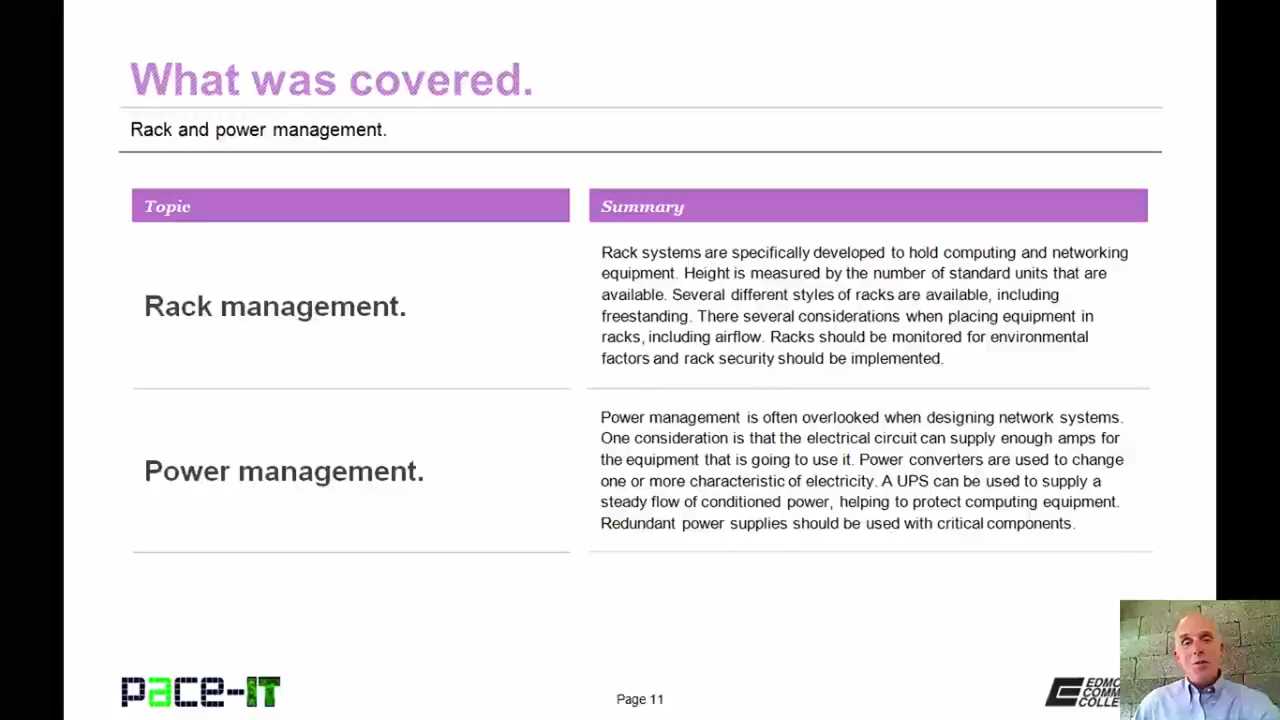 What was covered.
Rack and power management.
Topic
Summary
Rack management.
Rack systems are specifically developed to hold computing and networking
equipment. Height is measured by the number of standard units that are
available. Several different styles of racks are available, including
freestanding. There several considerations when placing equipment in
racks, including airflow. Racks should be monitored for environmental
factors and rack security should be implemented.
Power management.
Power management is often overlooked when designing network systems.
One consideration is that the electrical circuit can supply enough amps for
the equipment that is going to use it. Power converters are used to change
one or more characteristic of electricity. A UPS can be used to supply a
steady flow of conditioned power, helping to protect computing equipment.
Redundant power supplies should be used with critical components.
pace-IT
Page 11
EDMO
COMM
COLLE